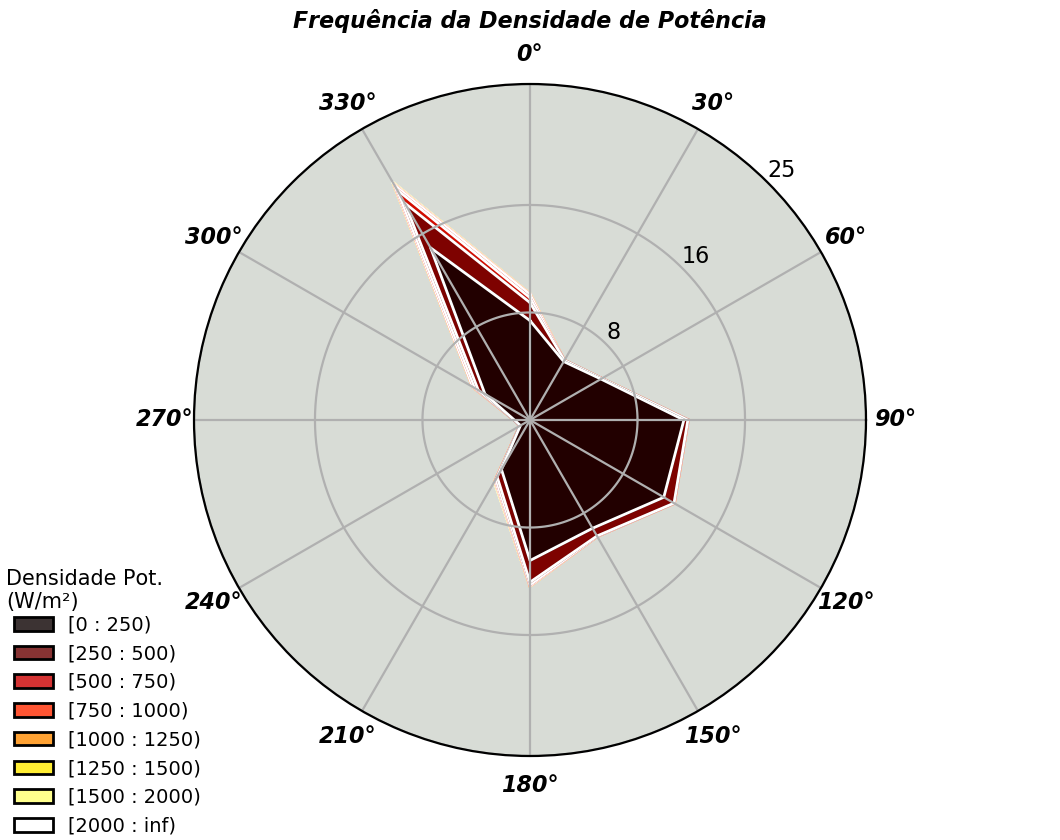 Frequência da Densidade de Potência
0°
330°
30°
25
300°
60°
16
8
270°
90°
240°
120°
210°
150°
180°
Densidade Pot.
(W/m²)
[0 : 250)
[250 : 500)
[500 : 750)
[750 : 1000)
[1000 : 1250)
[1250 : 1500)
[1500 : 2000)
[2000 : inf)